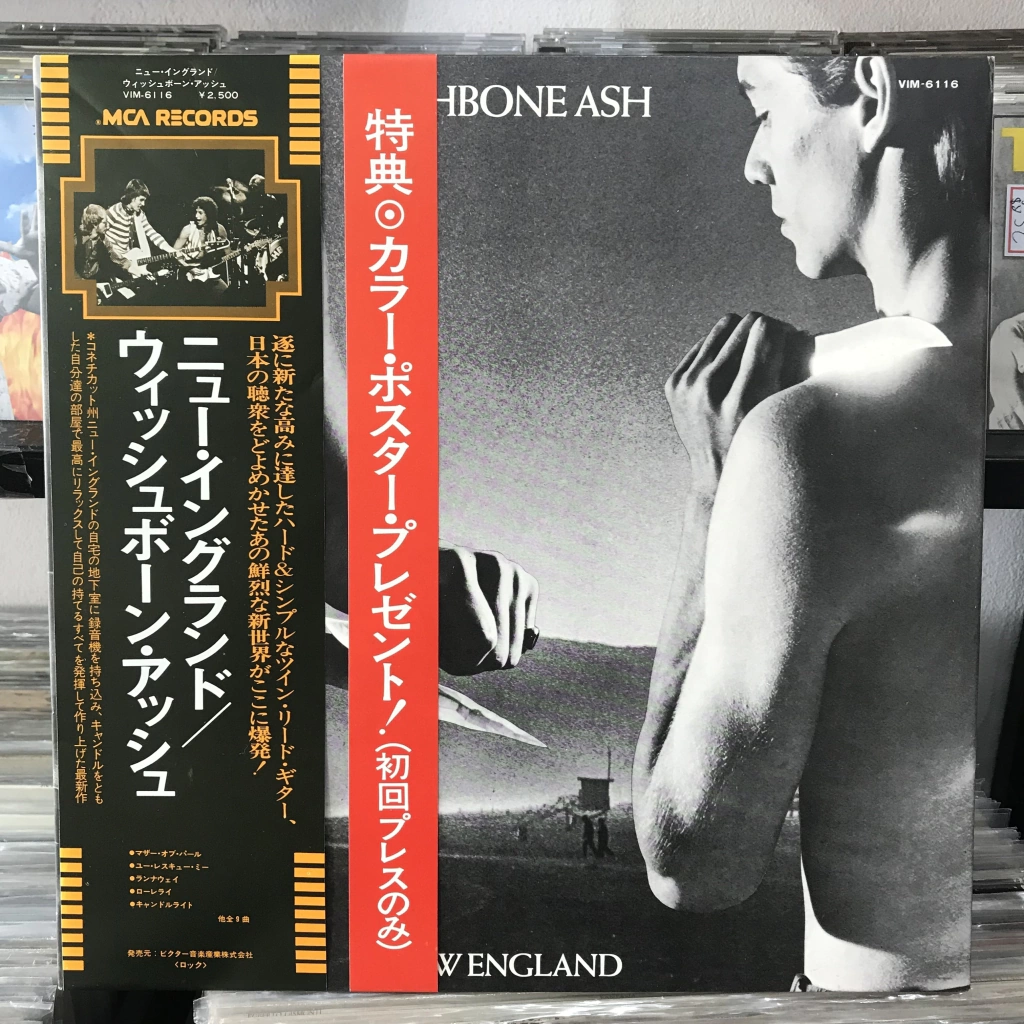 ニュー・イングランド/
ウィッシュボーン・アッシュ
VIM-6116 ¥2,500
MCA RECORDS
遂に新たな高みに達したハード&シンプルなツイン・リード・ギター、
日本の聴衆をどよめかせたあの鮮烈な新世界がここに爆発!
ニュー・イングランド/
ウィッシュボーン・アッシュ
*コネチカット州ニュー・イングランドの自宅の地下室に録音機を持ち込み、キャンドルをとも
した自分達の部屋で最高にリラックスして自己の持てるすべてを発揮して作り上げた最新作
●マザー・オブ・パール
●ユー・レスキュー・ミー
●ランナウェイ
●ローレライ
●キャンドルライト
他全9曲
発売元:ビクター音楽産業株式会社
<ロック>
特典◎カラー・ポスター・プレゼント!(初回プレスのみ)
HBONE ASH
VIM-6116
W ENGLAND